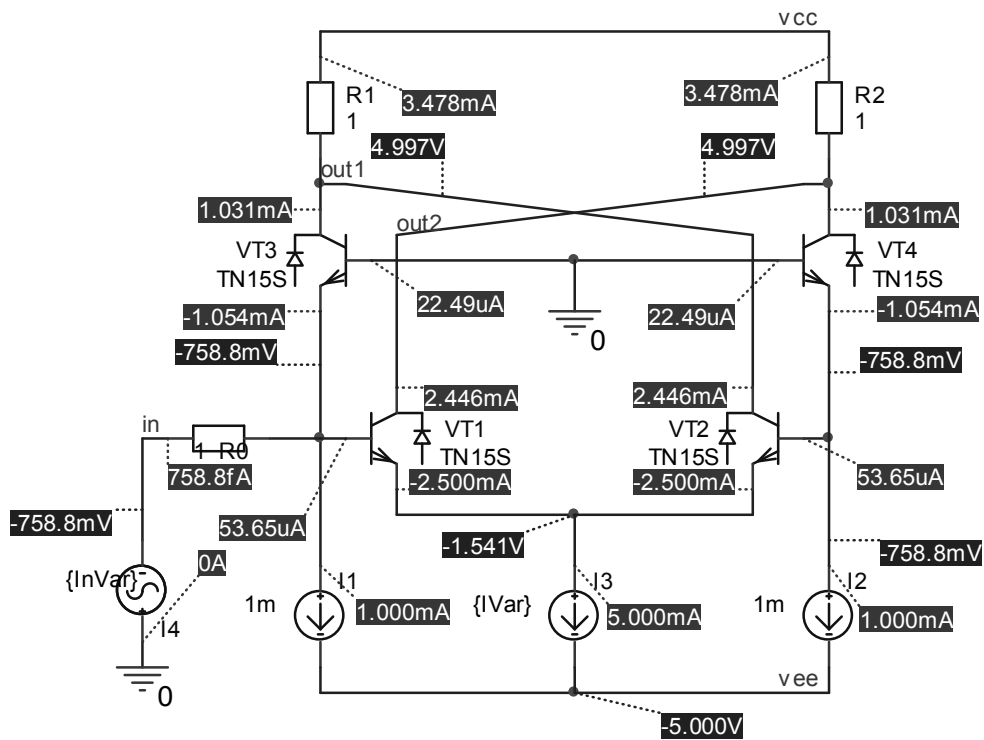 vcc
3.478mA
3.478mA
R1
1
R2
1
4.997V
4.997V
out1
1.031mA
1.031mA
out2
VT3
TN15S
VT4
TN15S
22.49uA
22.49uA
-1.054mA
-1.054mA
0
-758.8mV
-758.8mV
2.446mA
2.446mA
in
1 R0
VT1
TN15S
VT2
TN15S
758.8fA
-2.500mA
-2.500mA
53.65uA
53.65uA
-758.8mV
-1.541V
-758.8mV
0A
{InVar}
I4
I1
1m
1.000mA
I3
{IVar}
5.000mA
I2
1m
1.000mA
0
vee
-5.000V